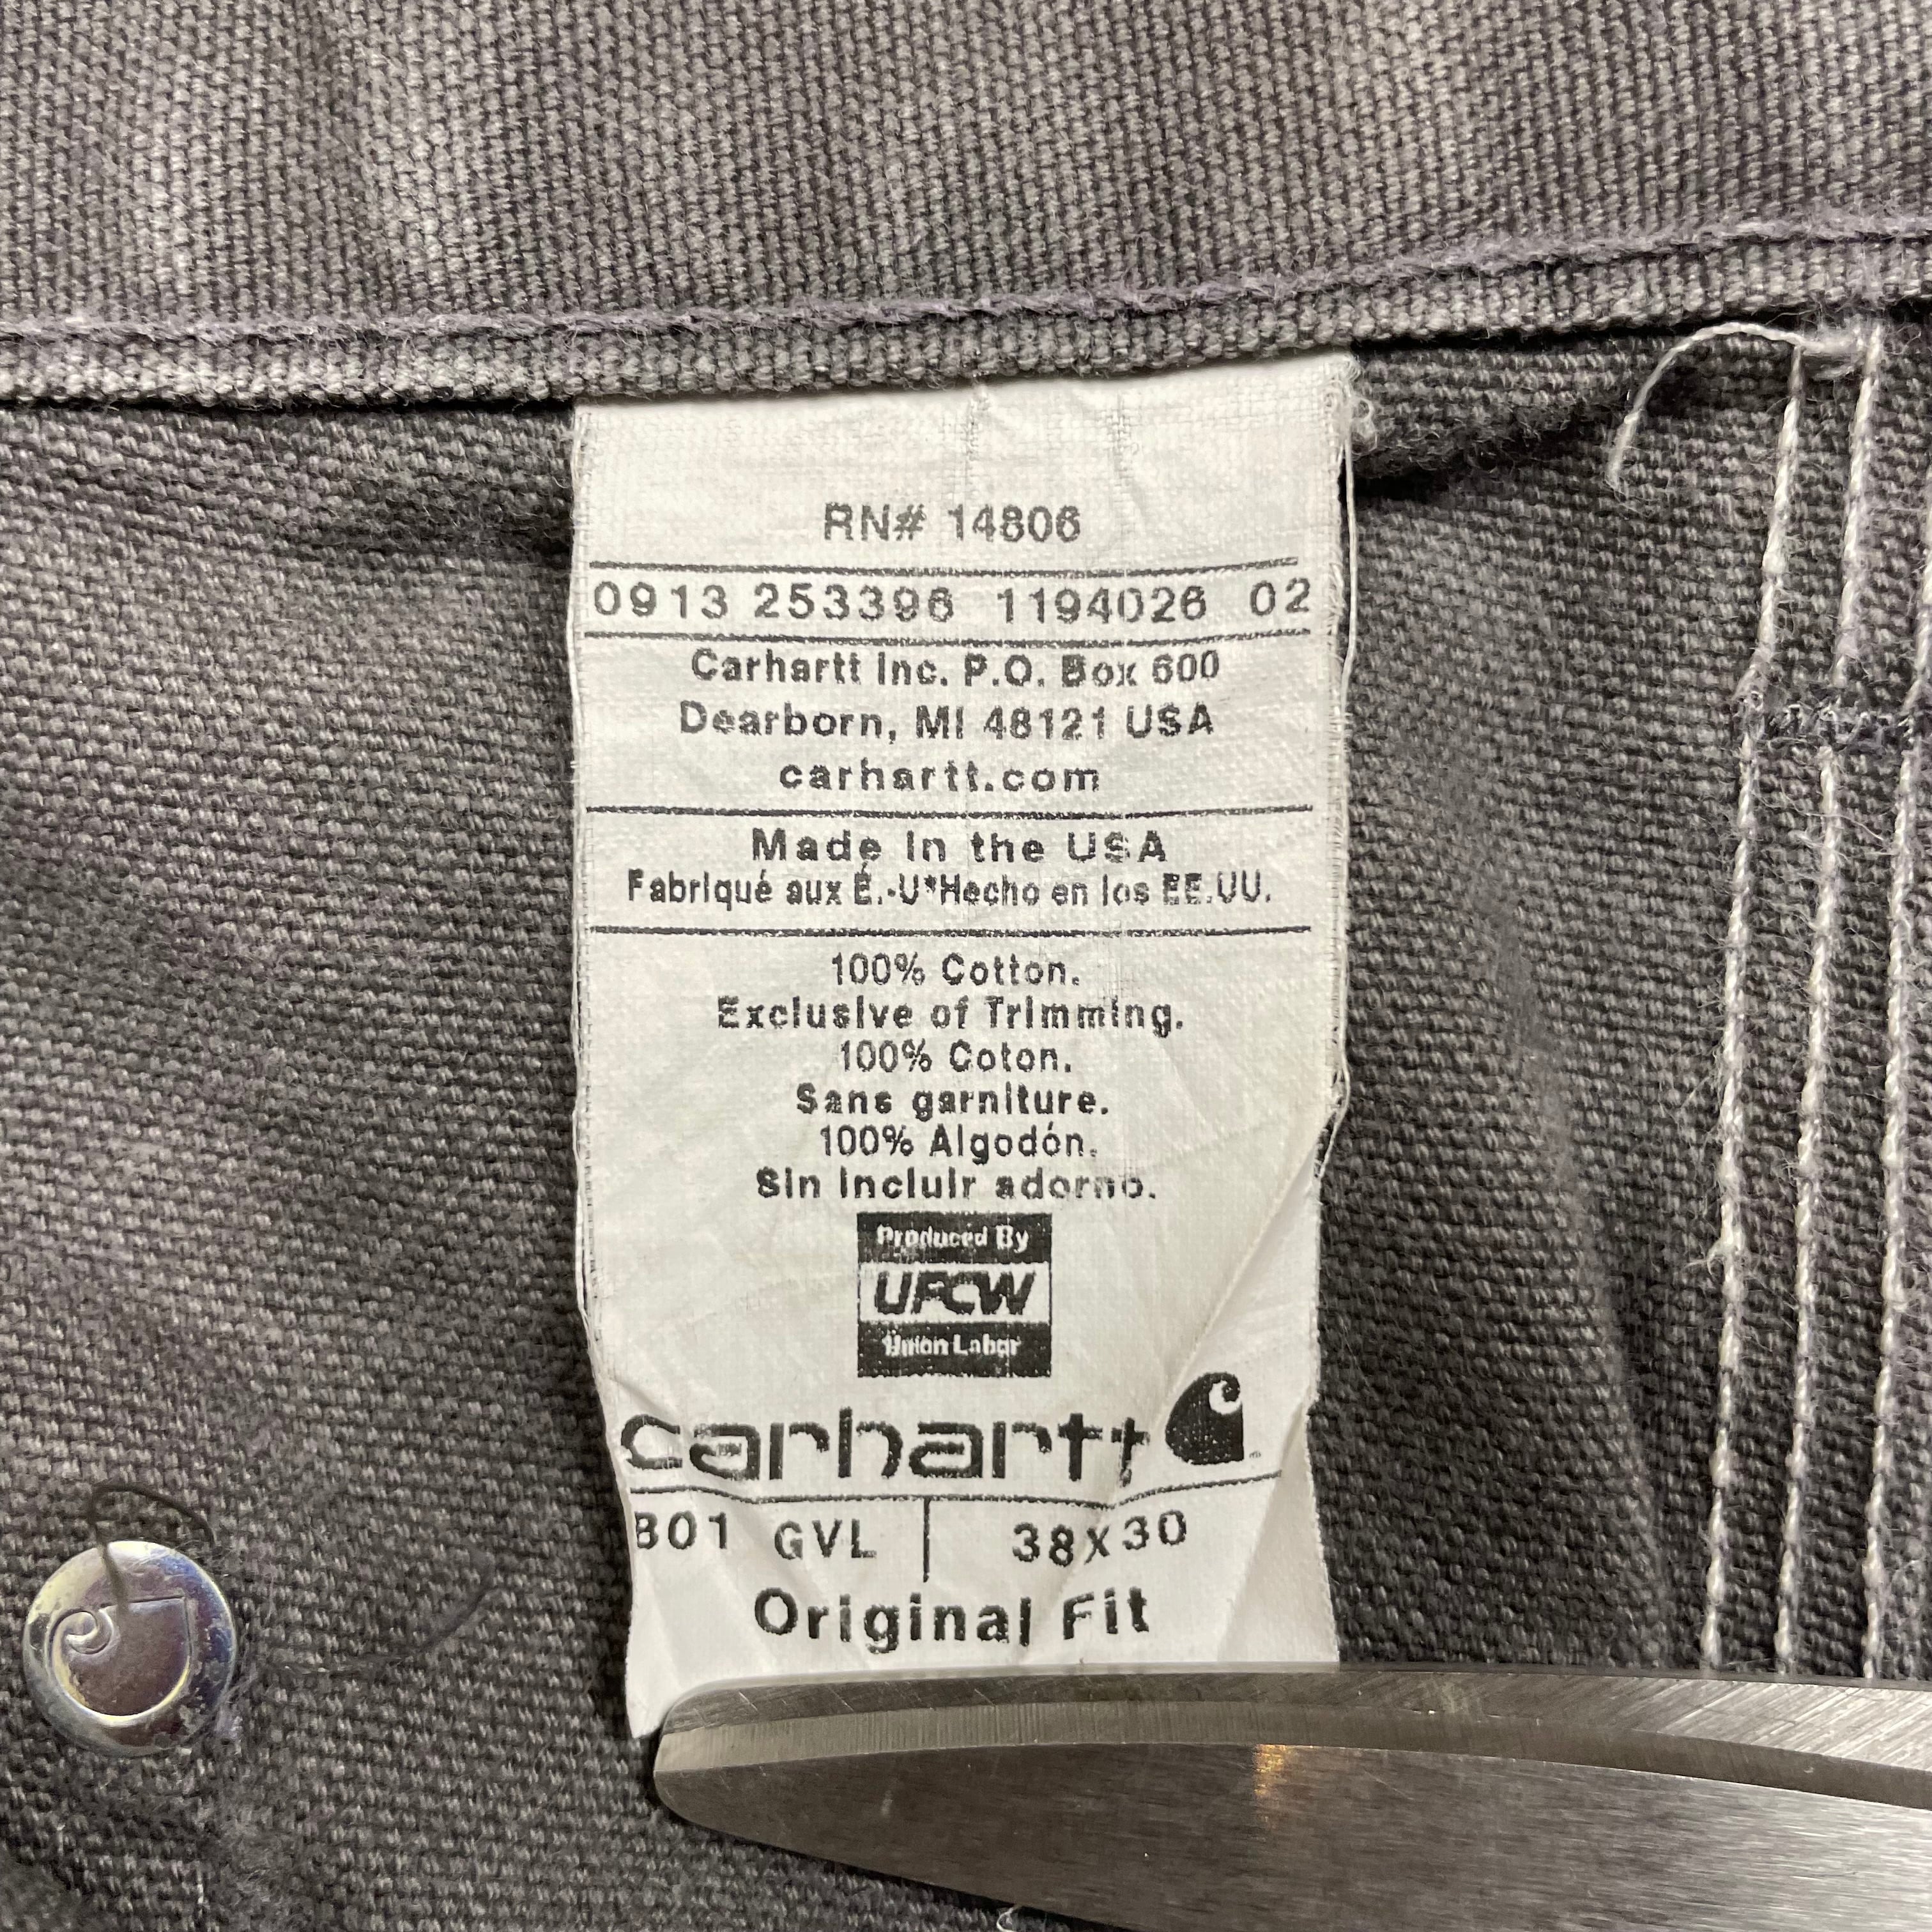 RN# 14806
0913 253396 1194026 02
Carhartt Inc. P.O. Box 600
Dearborn, MI 48121 USA
carhartt.com
Made in the USA
Fabriqué aux É.-U*Hecho en los EE.UU.
100% Cotton.
Exclusive of Trimming.
100% Coton.
Sans garniture.
100% Algodón.
Sin incluir adorno.
Produced By
UFCW
Union Labor
carhartt
B01 GVL 38X30
Original Fit